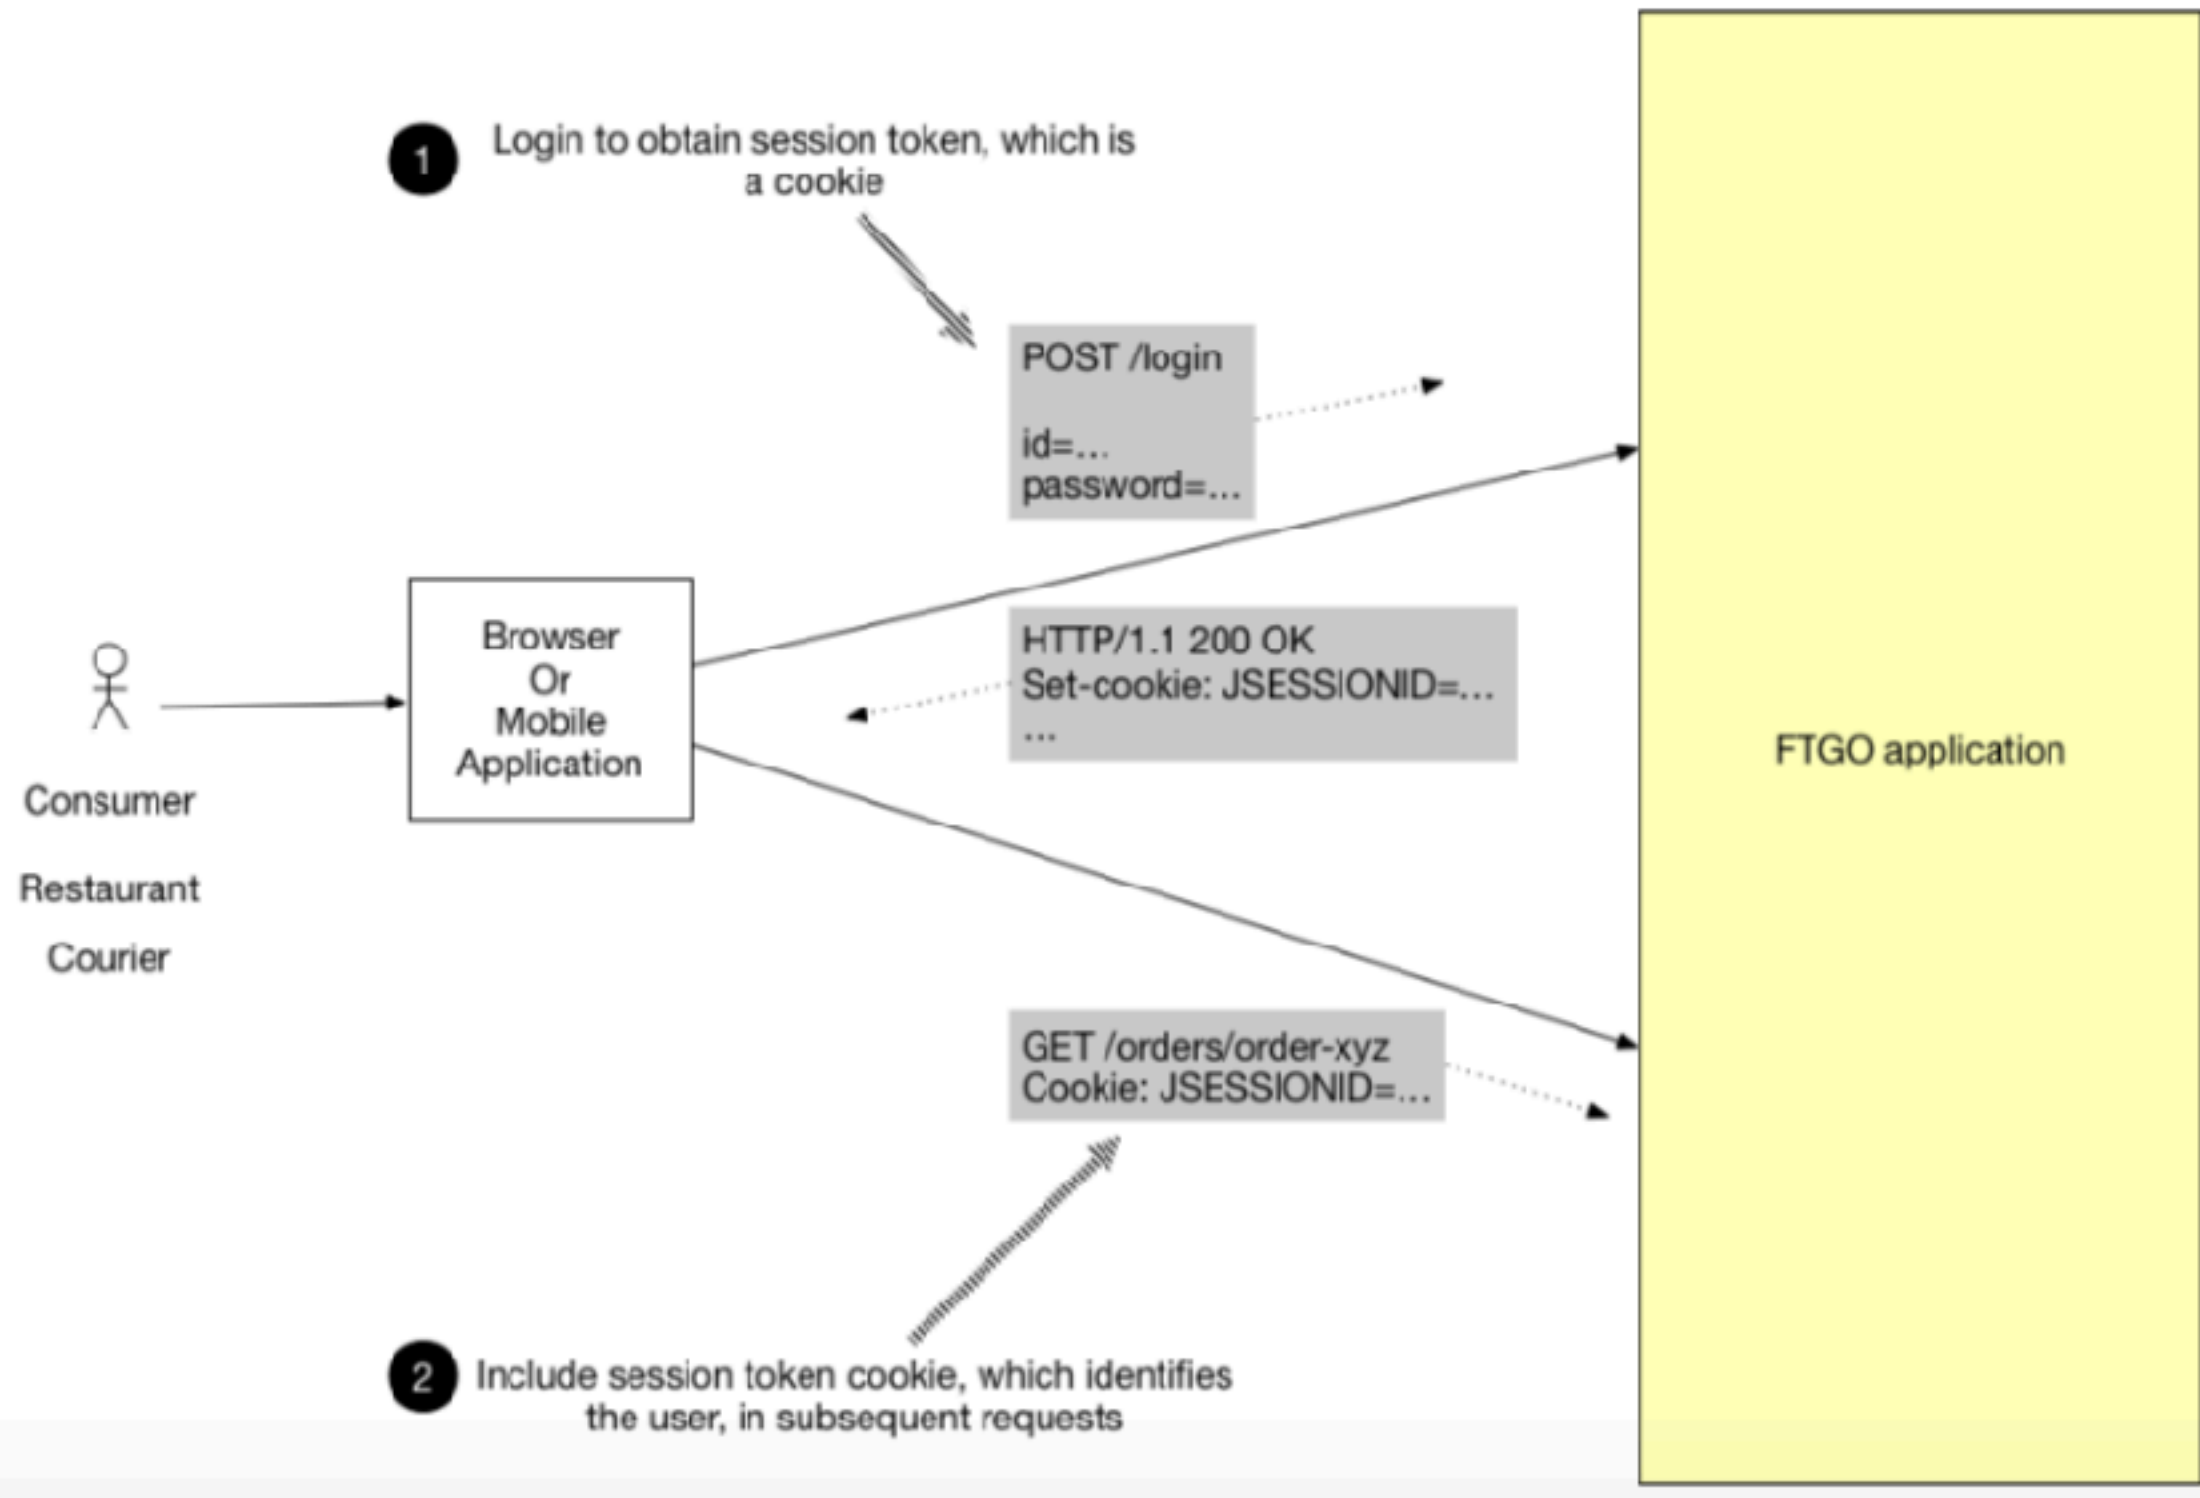 1
Login to obtain session token, which is
a cookie
POST /login
id=...
password=...
Browser
Or
Mobile
Application
HTTP/1.1 200 OK
Set-cookie: JSESSIONID=...
...
Consumer
Restaurant
Courier
FTGO application
GET /orders/order-xyz
Cookie: JSESSIONID=...
2
Include session token cookie, which identifies
the user, in subsequent requests